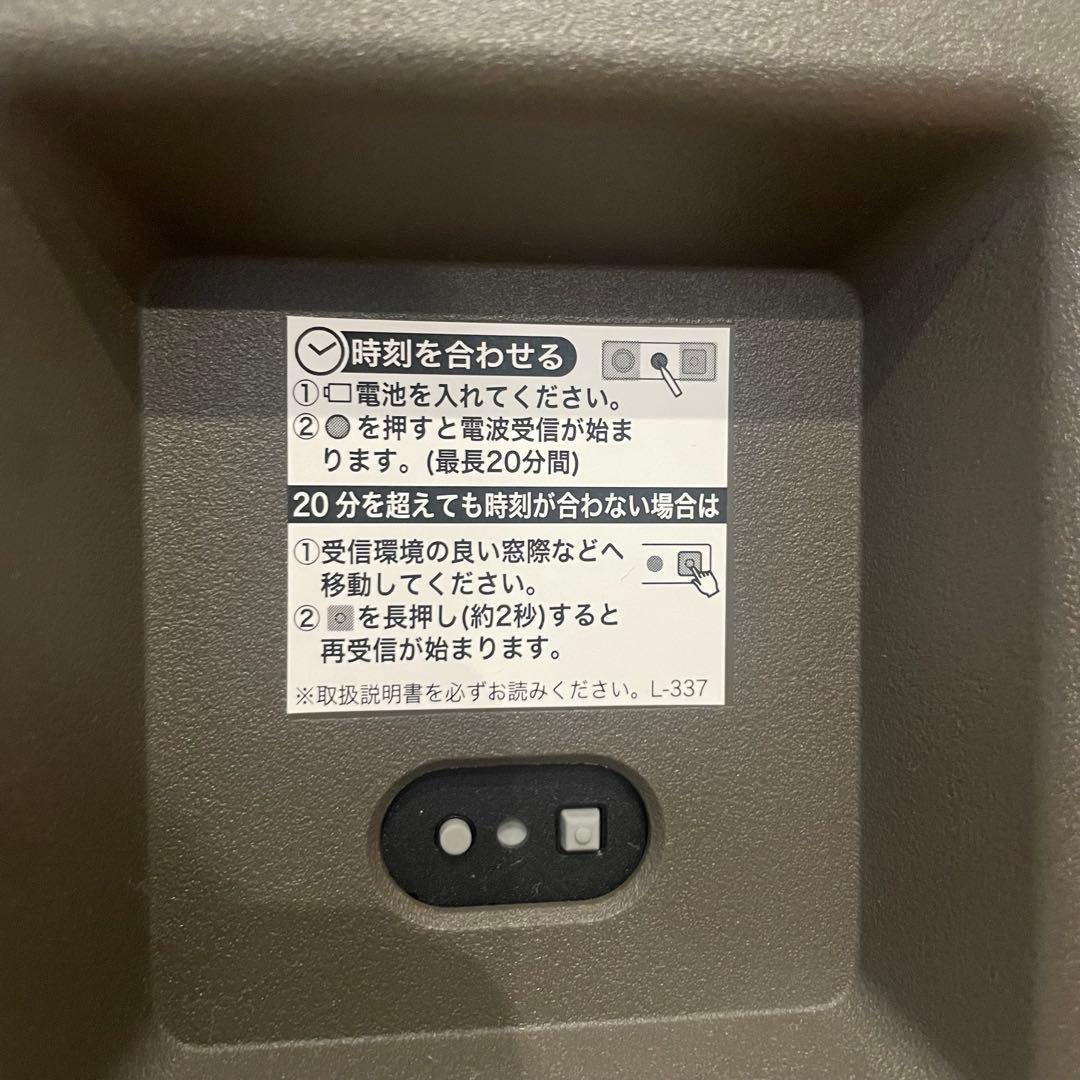 時刻を合わせる
①電池を入れてください。
②●を押すと電波受信が始ま
ります。(最長20分間)
20分を超えても時刻が合わない場合は
①受信環境の良い窓際などへ
移動してください。
②を長押し(約2秒)すると
再受信が始まります。
※取扱説明書を必ずお読みください。L-337